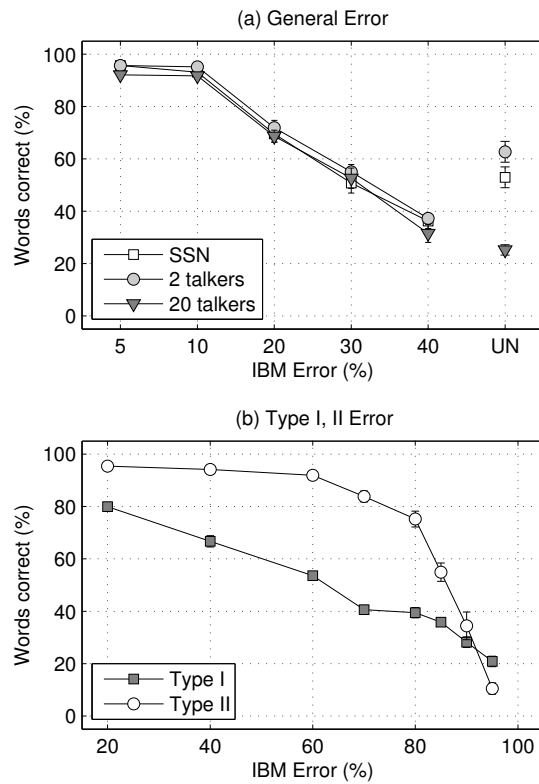 (a) General Error
100
80
60
40
20
0
Words correct (%)
SSN
2 talkers
20 talkers
5 10 20 30 40 UN
IBM Error (%)
(b) Type I, II Error
100
80
60
40
20
0
Words correct (%)
Type I
Type II
20 40 60 80 100
IBM Error (%)